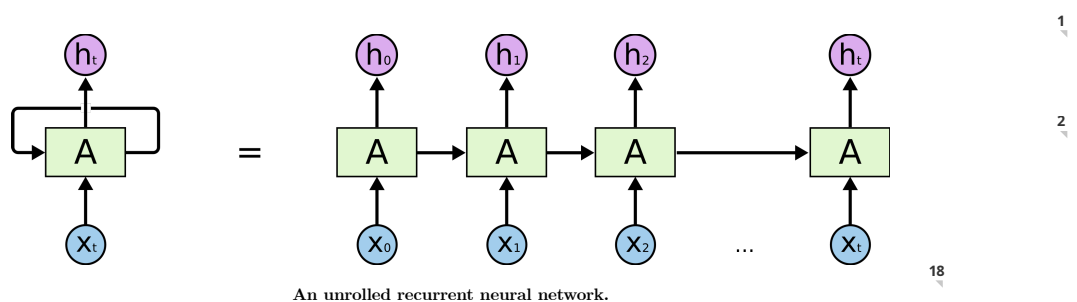 1
hₜ h₀ h₁ h₂ hₜ
2
A = A A A A
xₜ x₀ x₁ x₂ ... xₜ
18
An unrolled recurrent neural network.